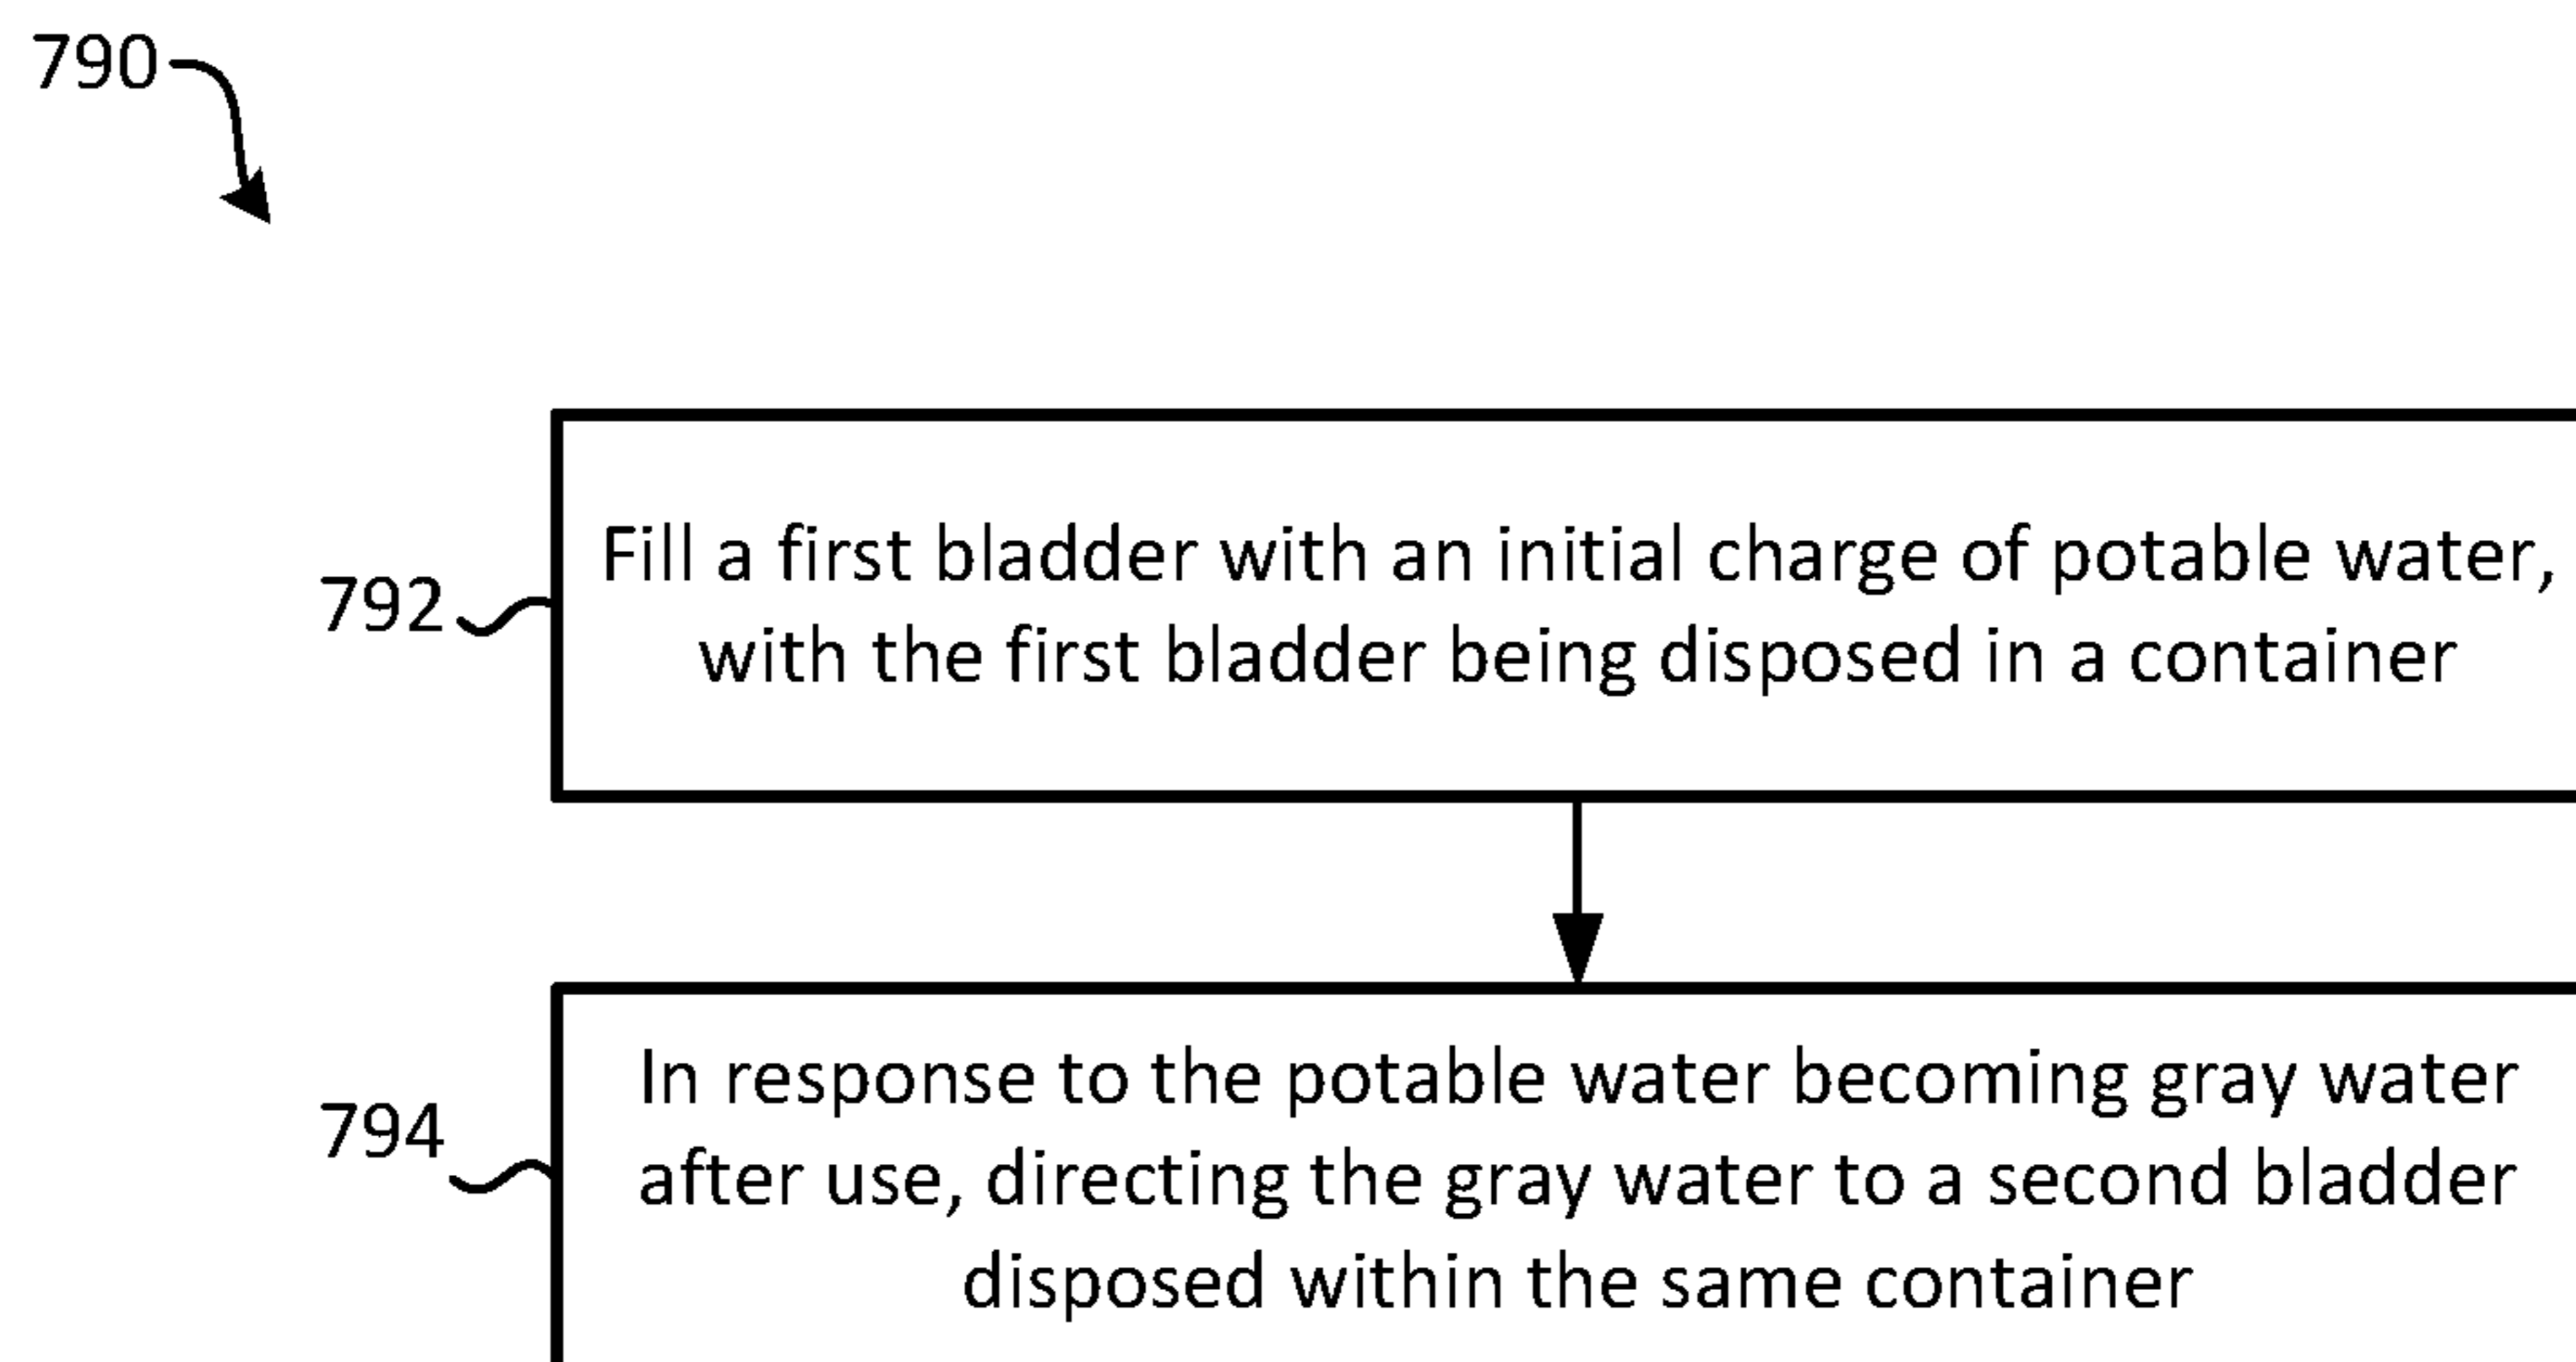 790
792
Fill a first bladder with an initial charge of potable water,
with the first bladder being disposed in a container
794
In response to the potable water becoming gray water
after use, directing the gray water to a second bladder
disposed within the same container